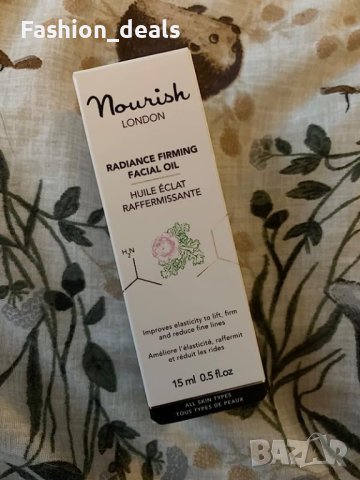 Fashion_deals
nourish
LONDON
RADIANCE FIRMING
FACIAL OIL
HUILE ÉCLAT
RAFFERMISSANTE
H₂N
Improves elasticity to lift, firm
and reduce fine lines
Améliore l'élasticité, raffermit
et réduit les rides
15 ml 0.5 fl.oz
ALL SKIN TYPES
TOUS TYPES DE PEAUX
BAZAR